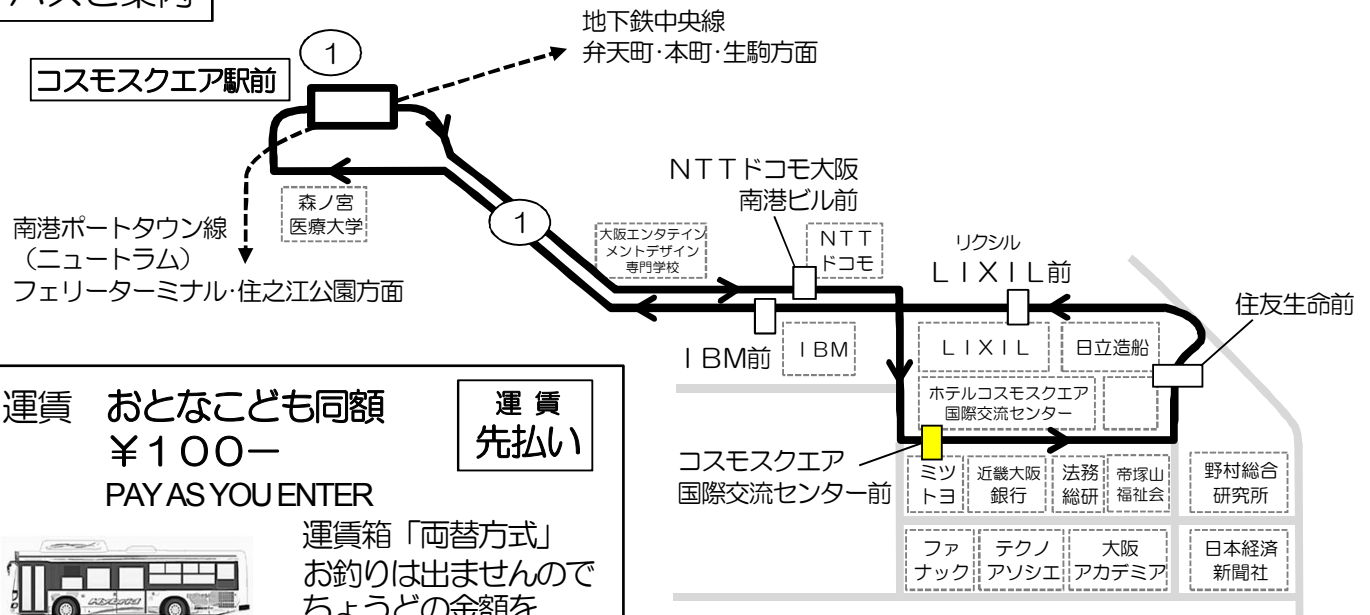 バスご案内
地下鉄中央線
弁天町・本町・生駒方面
1
コスモスクエア駅前
森ノ宮
医療大学
南港ポートタウン線
(ニュートラム)
フェリーターミナル・住之江公園方面
1
ＮＴＴドコモ大阪
南港ビル前
大阪エンタテイン
メントデザイン
専門学校
ＮＴＴ
ドコモ
リクシル
ＬＩＸＩＬ前
住友生命前
ＩＢＭ前
ＩＢＭ
ＬＩＸＩＬ
日立造船
ホテルコスモスクエア
国際交流センター
コスモスクエア
国際交流センター前
ミツ
トヨ
近畿大阪
銀行
法務
総研
帝塚山
福祉会
野村総合
研究所
ファ
ナック
テクノ
アソシエ
大阪
アカデミア
日本経済
新聞社
運賃 おとなこども同額
￥１００－
PAY AS YOU ENTER
運賃
先払い
運賃箱「両替方式」
お釣りは出ませんので
ちょうどの金額を